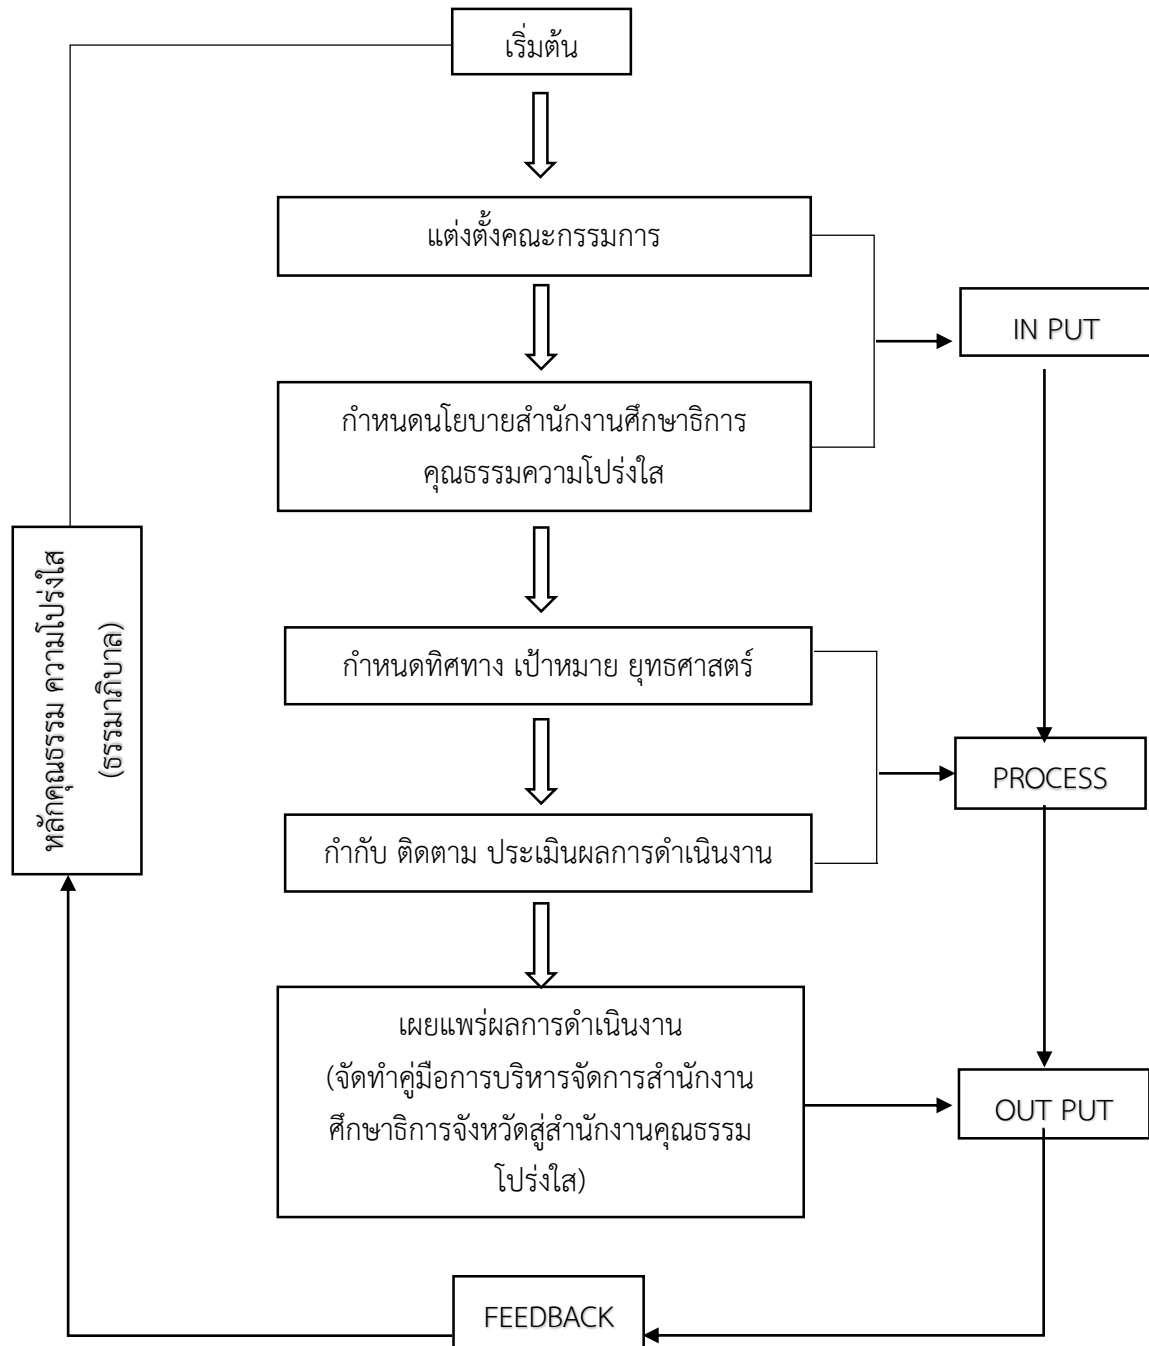 เริ่มต้น
แต่งตั้งคณะกรรมการ
IN PUT
กำหนดนโยบายสำนักงานศึกษาธิการ
คุณธรรมความโปร่งใส
หลักคุณธรรม ความโปร่งใส
(ธรรมาภิบาล)
กำหนดทิศทาง เป้าหมาย ยุทธศาสตร์
PROCESS
กำกับ ติดตาม ประเมินผลการดำเนินงาน
เผยแพร่ผลการดำเนินงาน
(จัดทำคู่มือการบริหารจัดการสำนักงาน
ศึกษาธิการจังหวัดสู่สำนักงานคุณธรรม
โปร่งใส)
OUT PUT
FEEDBACK